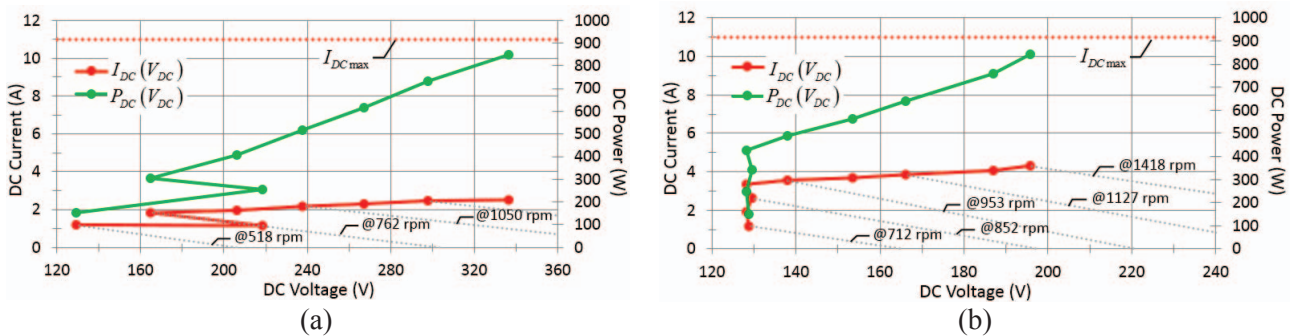 12
10
8
6
4
2
0
DC Current (A)
1000
900
800
700
600
500
400
300
200
100
0
DC Power (W)
I_DC max
I_DC(V_DC)
P_DC(V_DC)
@1050 rpm
@762 rpm
@518 rpm
120 160 200 240 280 320 360
DC Voltage (V)
(a)
12
10
8
6
4
2
0
DC Current (A)
1000
900
800
700
600
500
400
300
200
100
0
DC Power (W)
I_DC max
I_DC(V_DC)
P_DC(V_DC)
@1418 rpm
@1127 rpm
@953 rpm
@852 rpm
@712 rpm
120 140 160 180 200 220 240
DC Voltage (V)
(b)